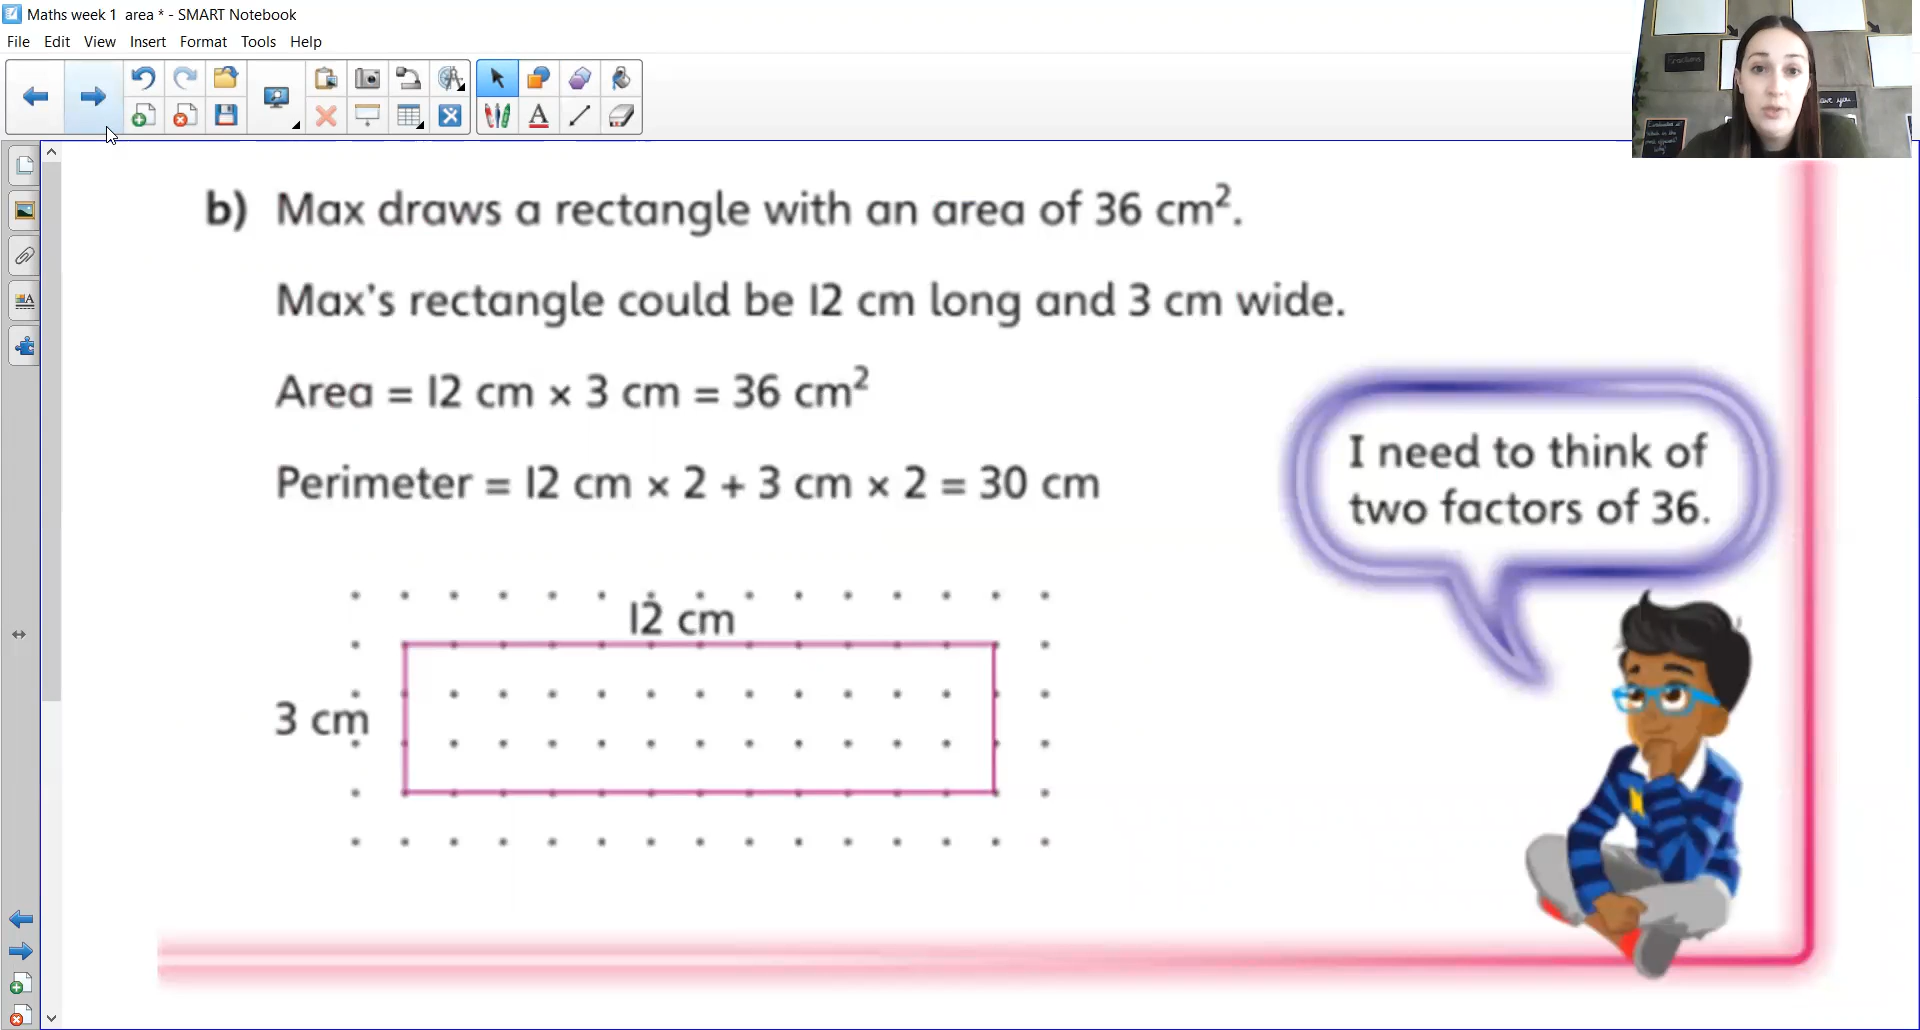 Maths week 1 area * - SMART Notebook
File Edit View Insert Format Tools Help
b) Max draws a rectangle with an area of 36 cm².
Max's rectangle could be 12 cm long and 3 cm wide.
Area = 12 cm × 3 cm = 36 cm²
Perimeter = 12 cm × 2 + 3 cm × 2 = 30 cm
I need to think of
two factors of 36.
12 cm
3 cm